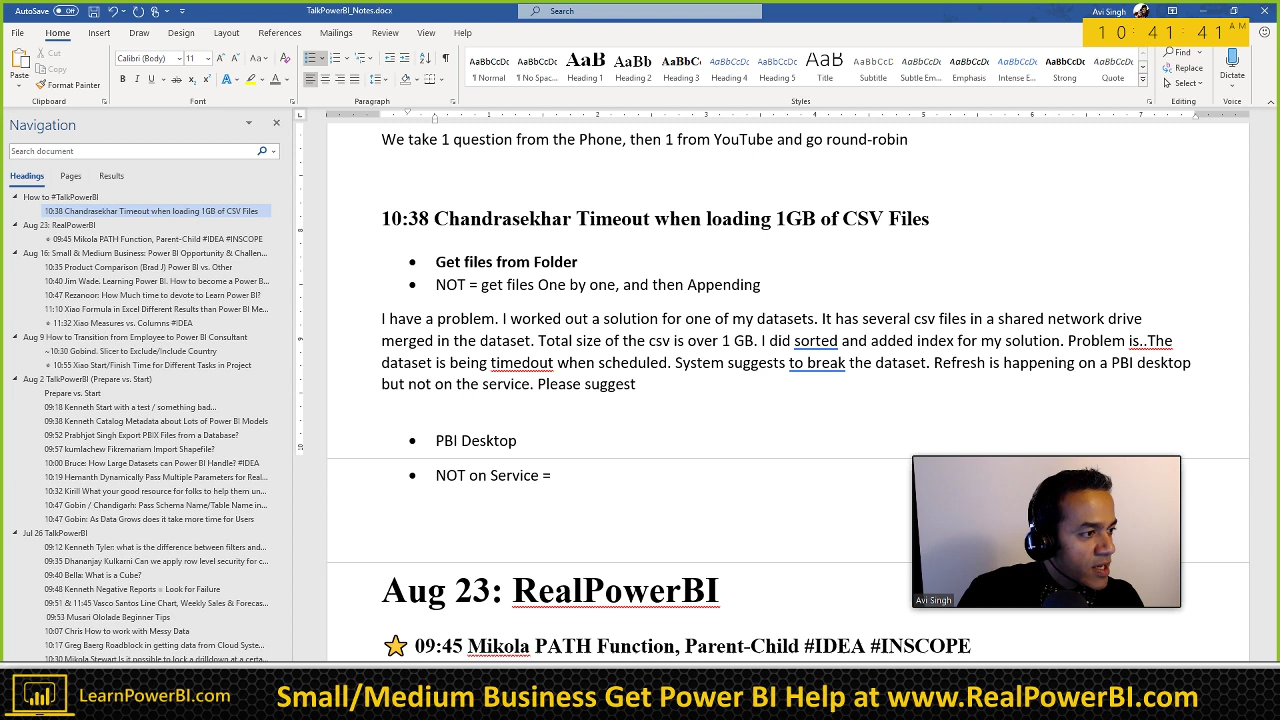 AutoSave Off
TalkPowerBI_Notes.docx
Search
Avi Singh
10:41:41 AM
File Home Insert Draw Design Layout References Mailings Review View Help
Paste
Cut
Copy
Format Painter
Clipboard
Calibri (Body) 11
Font
Paragraph
AaBbCcDc AaBbCcDc AaB AaBb AaBbC AaBbCcDc AaBbCcDc AaB AaBbCcD AaBbCcDt AaBbCcDt AaBbCcDt AaBbCcDc AaBbCcDc
¶ Normal ¶ No Spac... Heading 1 Heading 2 Heading 3 Heading 4 Heading 5 Title Subtitle Subtle Em... Emphasis Intense E... Strong Quote
Styles
Find
Replace
Select
Editing
Dictate
Voice
Navigation
Search document
Headings Pages Results
How to #TalkPowerBI
10:38 Chandrasekhar Timeout when loading 1GB of CSV Files
Aug 23: RealPowerBI
09:45 Mikola PATH Function, Parent-Child #IDEA #INSCOPE
Aug 16: Small & Medium Business: Power BI Opportunity & Challen...
10:35 Product Comparison (Brad J) Power BI vs. Other
10:40 Jim Wade. Learning Power BI. How to become a Power B...
10:47 Rezanoor: How Much time to devote to Learn Power BI?
11:10 Xiao Formula in Excel Different Results than Power BI Me...
11:32 Xiao Measures vs. Columns #IDEA
Aug 9 How to Transition from Employee to Power BI Consultant
~10:30 Gobind. Slicer to Exclude/Include Country
10:55 Xiao Start/Finish Time for Different Tasks in Project
Aug 2 TalkPowerBI (Prepare vs. Start)
Prepare vs. Start
09:18 Kenneth Start with a test / something bad...
09:38 Kenneth Catalog Metadata about Lots of Power BI Models
09:52 Prabhjot Singh Export PBIX Files from a Database?
09:57 kumlachew Fikremariam Import Shapefile?
10:00 Bruce: How Large Datasets can Power BI Handle? #IDEA
10:19 Hemanth Dynamically Pass Multiple Parameters for Real...
10:32 Kirill What your good resource for folks to help them un...
10:47 Gobin / Chandigarh: Pass Schema Name/Table Name in...
10:47 Gobin: As Data Grows does it take more time for Users
Jul 26 TalkPowerBI
09:12 Kenneth Tyler: what is the difference between filters and...
09:35 Dhananjay Kulkarni Can we apply row level security for c...
09:40 Bella: What is a Cube?
09:48 Kenneth Negative Reports = Look for Failure
09:51 & 11:45 Vasco Santos Line Chart, Weekly Sales & Forecas...
09:53 Musari Ololade Beginner Tips
10:07 Chris How to work with Messy Data
10:17 Greg Baerg Roadblock in getting data from Cloud Syste...
10:30 Mikola Stewart Is it possible to lock a drilldown at a certa...
We take 1 question from the Phone, then 1 from YouTube and go round-robin
10:38 Chandrasekhar Timeout when loading 1GB of CSV Files
• Get files from Folder
• NOT = get files One by one, and then Appending
I have a problem. I worked out a solution for one of my datasets. It has several csv files in a shared network drive
merged in the dataset. Total size of the csv is over 1 GB. I did sorted and added index for my solution. Problem is..The
dataset is being timedout when scheduled. System suggests to break the dataset. Refresh is happening on a PBI desktop
but not on the service. Please suggest
• PBI Desktop
• NOT on Service =
Aug 23: RealPowerBI
09:45 Mikola PATH Function, Parent-Child #IDEA #INSCOPE
Avi Singh
LearnPowerBI.com
Small/Medium Business Get Power BI Help at www.RealPowerBI.com